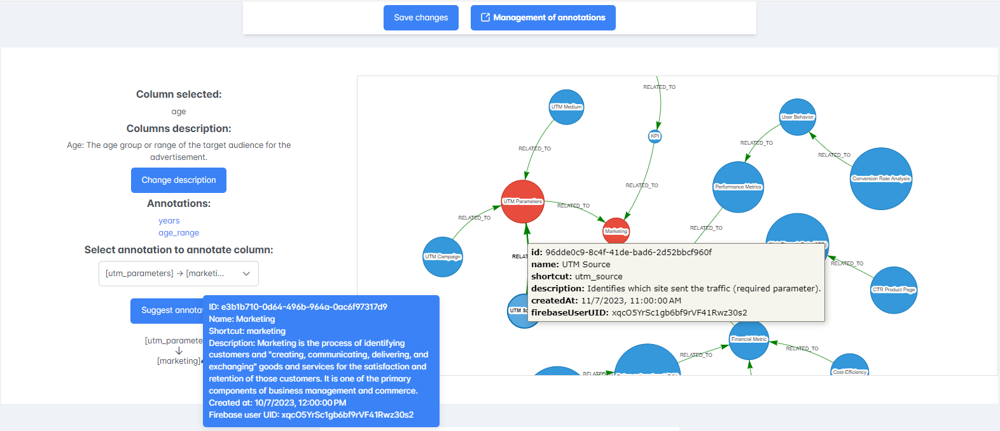 Save changes
Management of annotations
Column selected:
age
Columns description:
Age: The age group or range of the target audience for the
advertisement.
Change description
Annotations:
years
age_range
Select annotation to annotate column:
[utm_parameters] → [marketi...
Suggest annotat
[utm_paramete
↓
[marketing]
ID: e3b1b710-0d64-496b-964a-0ac6f97317d9
Name: Marketing
Shortcut: marketing
Description: Marketing is the process of identifying
customers and "creating, communicating, delivering, and
exchanging" goods and services for the satisfaction and
retention of those customers. It is one of the primary
components of business management and commerce.
Created at: 10/7/2023, 12:00:00 PM
Firebase user UID: xqcO5YrSc1gb6bf9rVF41Rwz30s2
RELATED_TO
UTM Medium
User Behavior
KPI
RELATED_TO
RELATED_TO
RELATED_TO
Conversion Rate Analysis
RELATED_TO
Performance Metrics
UTM Parameters
RELATED_TO
RELATED_TO
RELATED_TO
Marketing
UTM Campaign
RELAT
RELATED_TO
CTR Product Page
UTM So
id: 96dde0c9-8c4f-41de-bad6-2d52bbcf960f
name: UTM Source
shortcut: utm_source
description: Identifies which site sent the traffic (required parameter).
createdAt: 11/7/2023, 11:00:00 AM
firebaseUserUID: xqcO5YrSc1gb6bf9rVF41Rwz30s2
Financial Metric
RELATED_TO
RELATED_TO
RELATED_TO
Cost-Efficiency